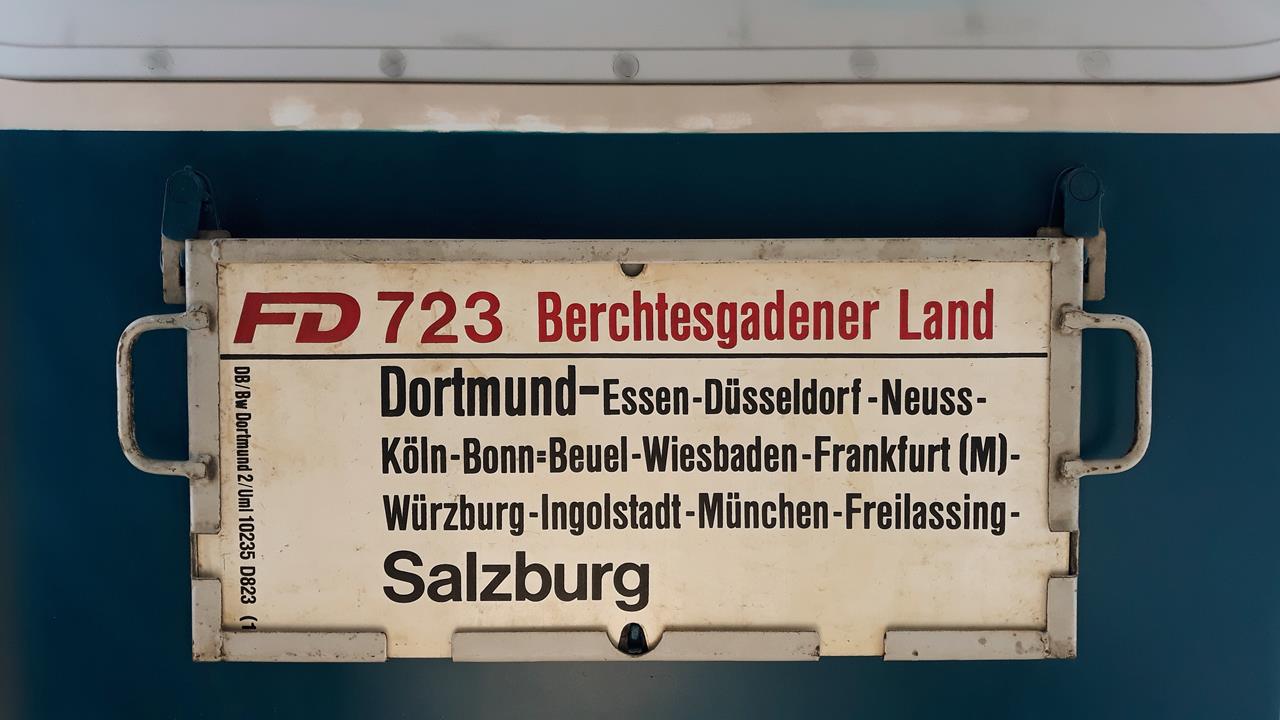 FD 723 Berchtesgadener Land
Dortmund-Essen-Düsseldorf-Neuss-
Köln-Bonn=Beuel-Wiesbaden-Frankfurt (M)-
Würzburg-Ingolstadt-München-Freilassing-
Salzburg
DB/Bw Dortmund 2/Uml 10235 D823 (1